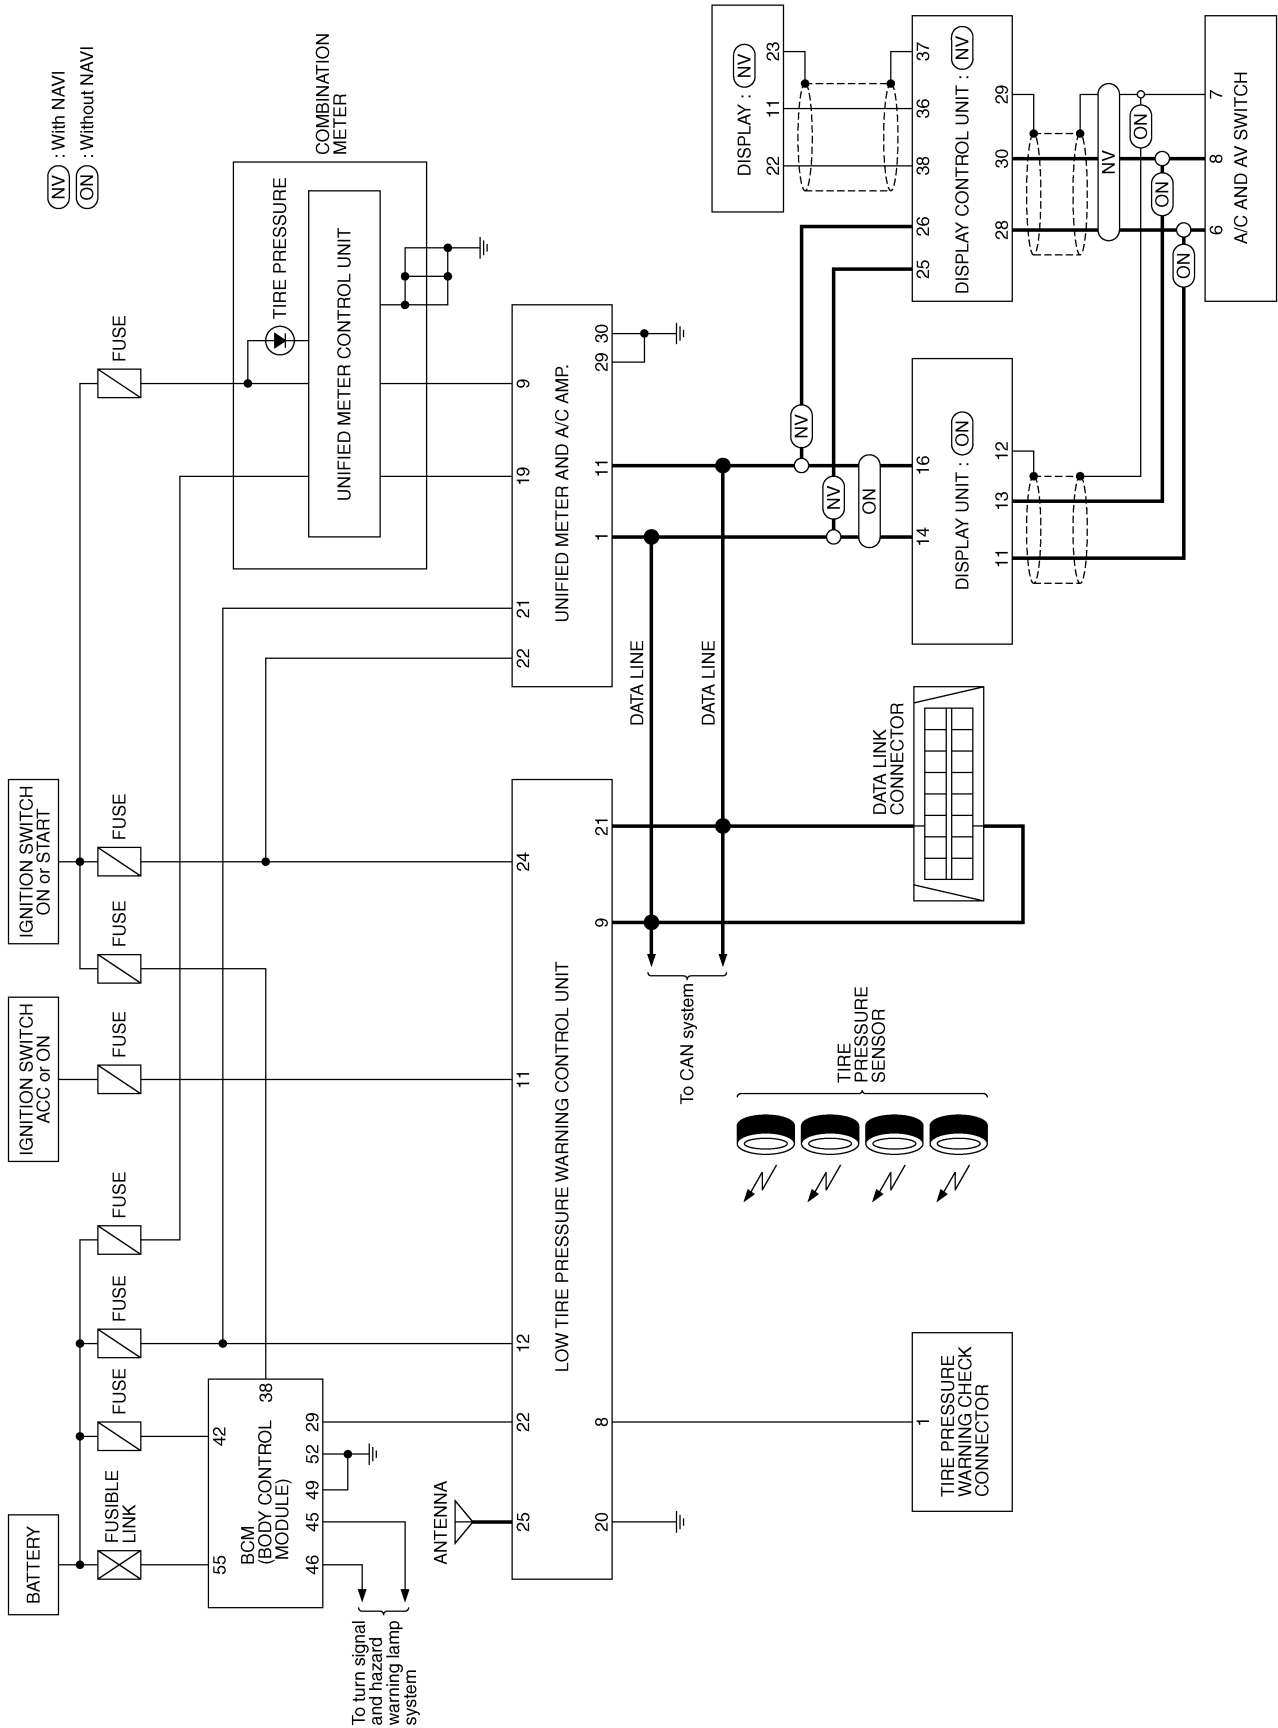 NV : With NAVI
ON : Without NAVI
BATTERY
IGNITION SWITCH
ACC or ON
IGNITION SWITCH
ON or START
FUSIBLE
LINK
FUSE
FUSE
FUSE
FUSE
FUSE
FUSE
FUSE
COMBINATION
METER
TIRE PRESSURE
UNIFIED METER CONTROL UNIT
55
42
38
BCM
(BODY CONTROL
MODULE)
46
45
49
52
29
To turn signal
and hazard
warning lamp
system
ANTENNA
25
22
12
11
24
LOW TIRE PRESSURE WARNING CONTROL UNIT
20
8
9
21
22
21
19
9
UNIFIED METER AND A/C AMP.
1
11
29
30
DATA LINE
DATA LINE
To CAN system
TIRE
PRESSURE
SENSOR
DATA LINK
CONNECTOR
1
TIRE PRESSURE
WARNING CHECK
CONNECTOR
NV
NV
ON
14
16
DISPLAY UNIT : ON
11
13
12
DISPLAY : NV
22
11
23
25
26
38
36
37
DISPLAY CONTROL UNIT : NV
28
30
29
NV
ON
ON
ON
6
8
7
A/C AND AV SWITCH